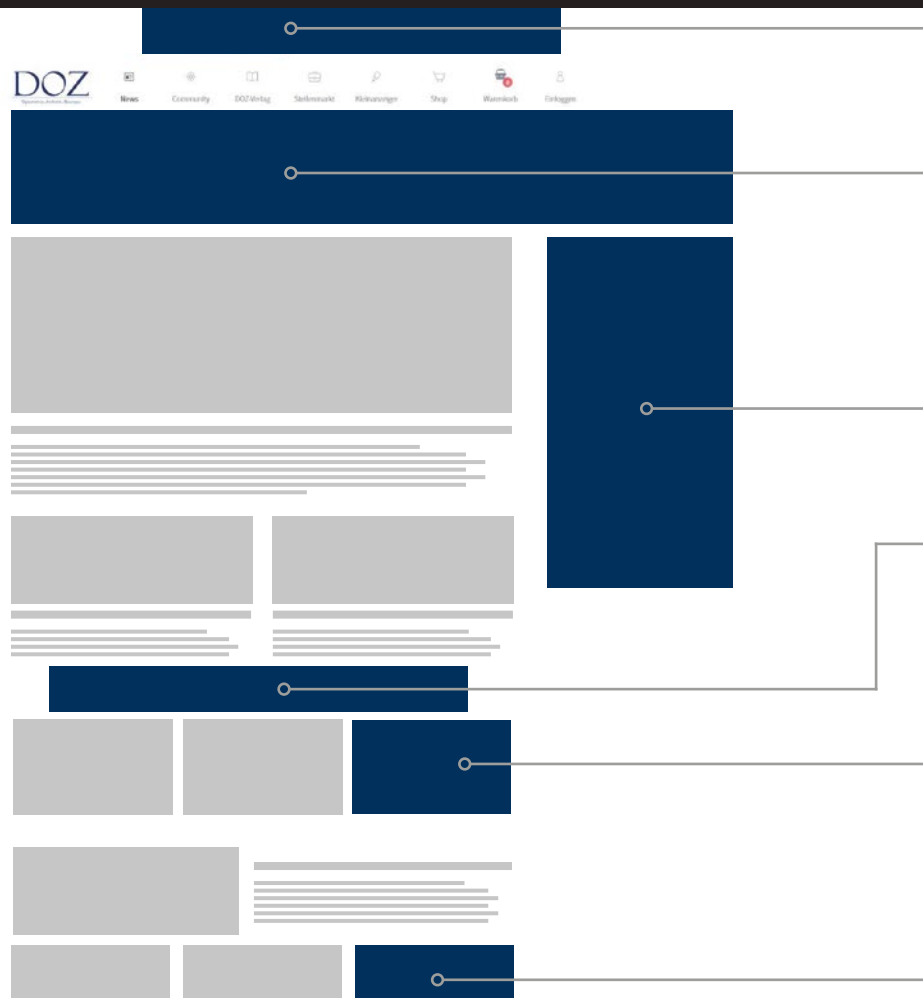 DOZ
News
Community
DOZ-Verlag
Stellenmarkt
Kleinanzeigen
Shop
Warenkorb
Einloggen